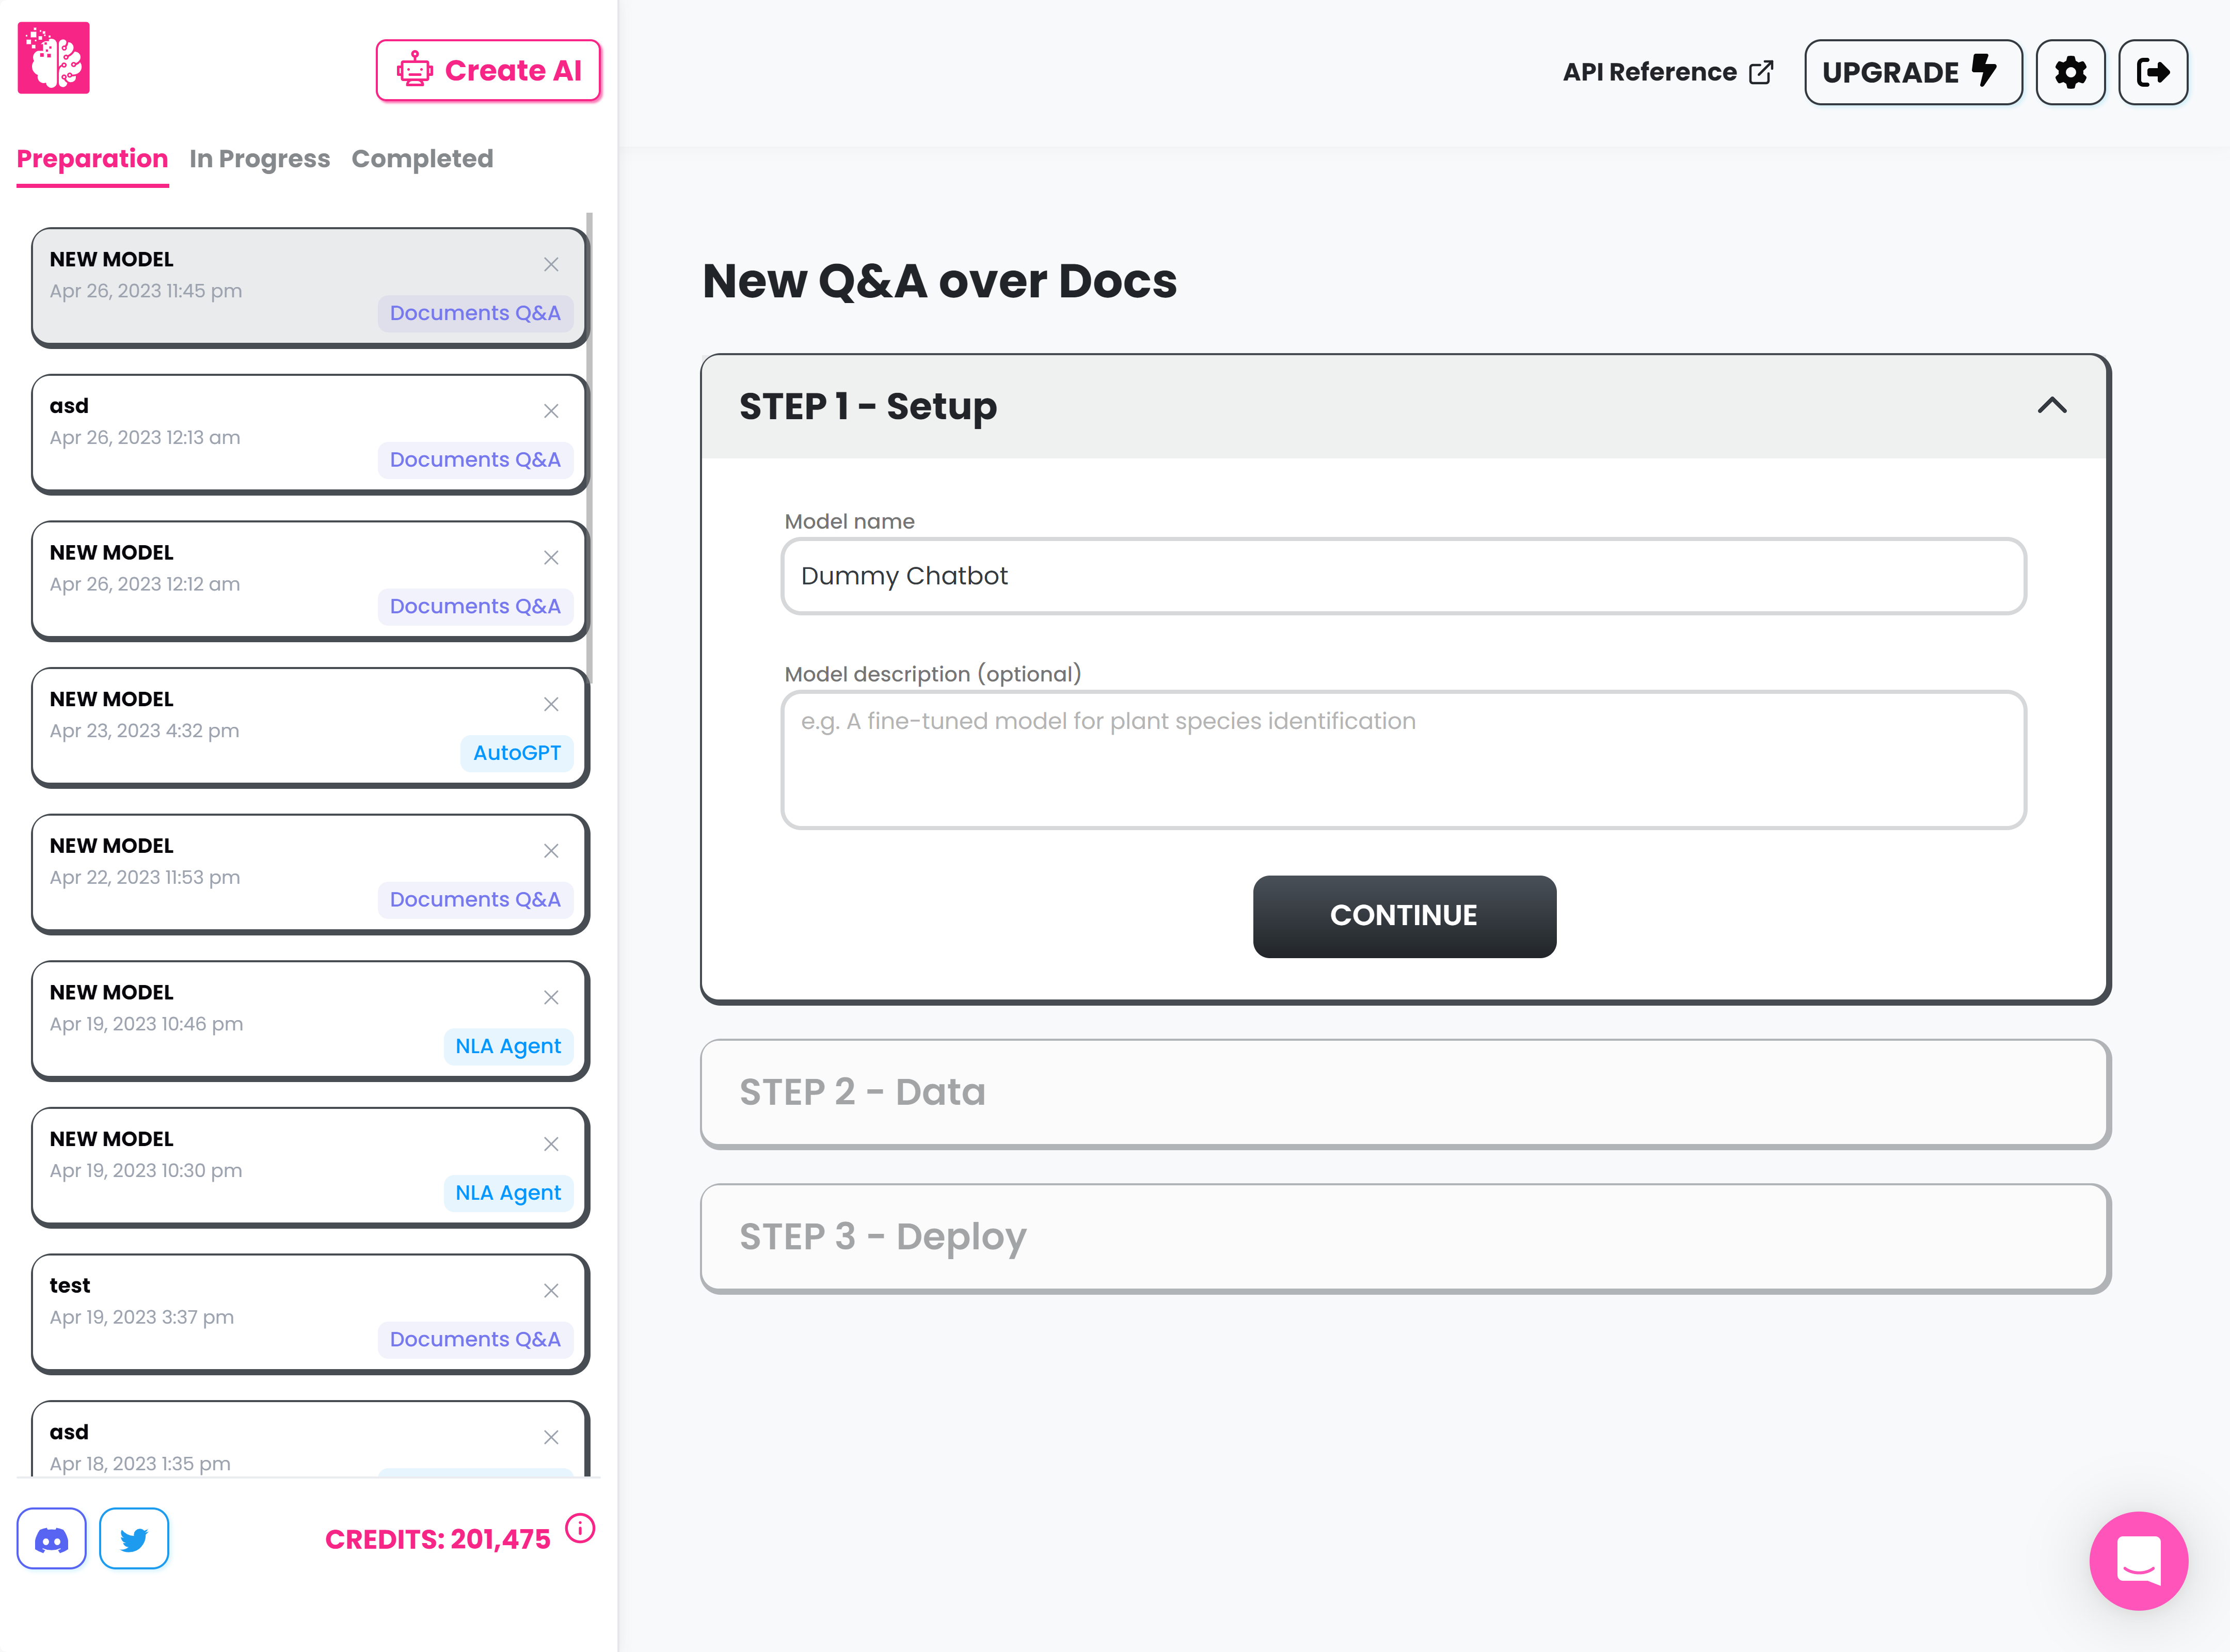 Create AI
Preparation In Progress Completed
NEW MODEL
Apr 26, 2023 11:45 pm
Documents Q&A
asd
Apr 26, 2023 12:13 am
Documents Q&A
NEW MODEL
Apr 26, 2023 12:12 am
Documents Q&A
NEW MODEL
Apr 23, 2023 4:32 pm
AutoGPT
NEW MODEL
Apr 22, 2023 11:53 pm
Documents Q&A
NEW MODEL
Apr 19, 2023 10:46 pm
NLA Agent
NEW MODEL
Apr 19, 2023 10:30 pm
NLA Agent
test
Apr 19, 2023 3:37 pm
Documents Q&A
asd
Apr 18, 2023 1:35 pm
CREDITS: 201,475
API Reference
UPGRADE
New Q&A over Docs
STEP 1 - Setup
Model name
Dummy Chatbot
Model description (optional)
e.g. A fine-tuned model for plant species identification
CONTINUE
STEP 2 - Data
STEP 3 - Deploy